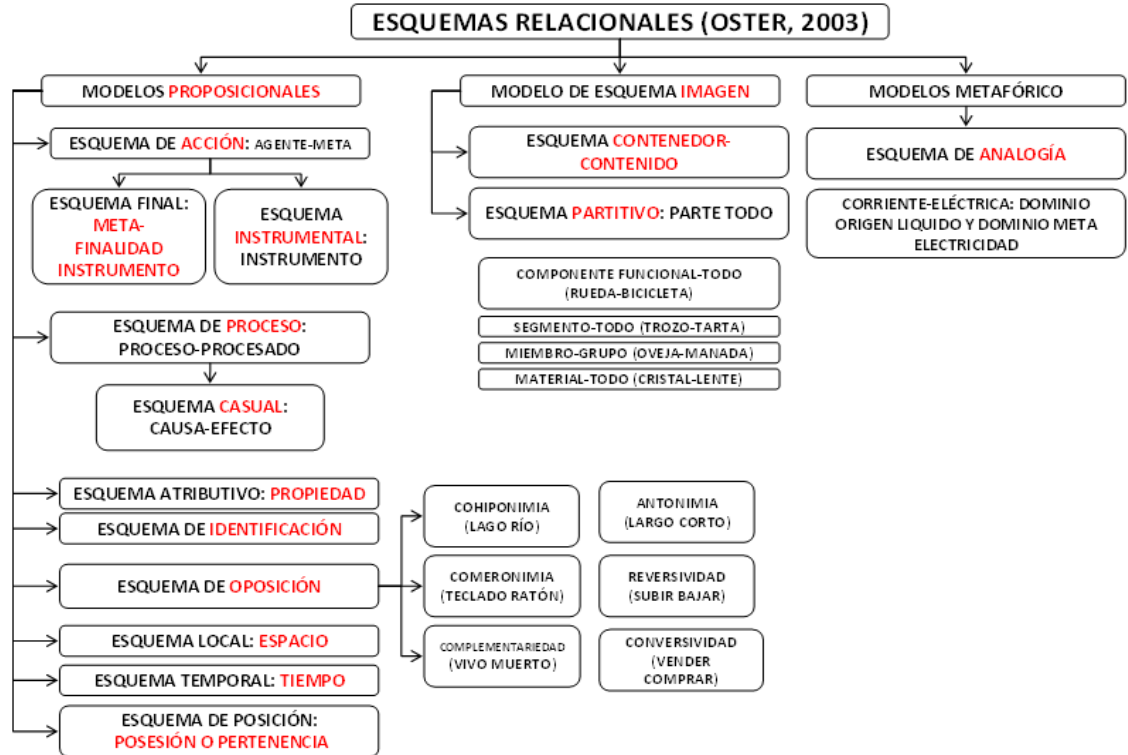 ESQUEMAS RELACIONALES (OSTER, 2003)
MODELOS PROPOSICIONALES
ESQUEMA DE ACCIÓN: AGENTE-META
ESQUEMA FINAL:
META-
FINALIDAD
INSTRUMENTO
ESQUEMA
INSTRUMENTAL:
INSTRUMENTO
ESQUEMA DE PROCESO:
PROCESO-PROCESADO
ESQUEMA CASUAL:
CAUSA-EFECTO
ESQUEMA ATRIBUTIVO: PROPIEDAD
ESQUEMA DE IDENTIFICACIÓN
ESQUEMA DE OPOSICIÓN
COHIPONIMIA
(LAGO RÍO)
ANTONIMIA
(LARGO CORTO)
COMERONIMIA
(TECLADO RATÓN)
REVERSIVIDAD
(SUBIR BAJAR)
COMPLEMENTARIEDAD
(VIVO MUERTO)
CONVERSIVIDAD
(VENDER
COMPRAR)
ESQUEMA LOCAL: ESPACIO
ESQUEMA TEMPORAL: TIEMPO
ESQUEMA DE POSICIÓN:
POSESIÓN O PERTENENCIA
MODELO DE ESQUEMA IMAGEN
ESQUEMA CONTENEDOR-
CONTENIDO
ESQUEMA PARTITIVO: PARTE TODO
COMPONENTE FUNCIONAL-TODO
(RUEDA-BICICLETA)
SEGMENTO-TODO (TROZO-TARTA)
MIEMBRO-GRUPO (OVEJA-MANADA)
MATERIAL-TODO (CRISTAL-LENTE)
MODELOS METAFÓRICO
ESQUEMA DE ANALOGÍA
CORRIENTE-ELÉCTRICA: DOMINIO
ORIGEN LIQUIDO Y DOMINIO META
ELECTRICIDAD